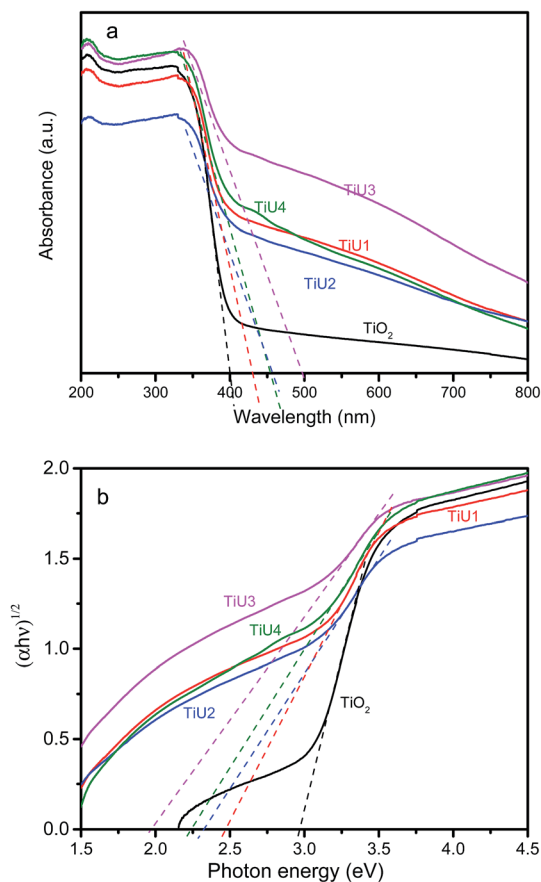 a
Absorbance (a.u.)
TiU3
TiU4
TiU1
TiU2
TiO₂
200 300 400 500 600 700 800
Wavelength (nm)
b
2.0
1.5
1.0
0.5
0.0
(αhν)^1/2
TiU1
TiU3
TiU4
TiU2
TiO₂
1.5 2.0 2.5 3.0 3.5 4.0 4.5
Photon energy (eV)